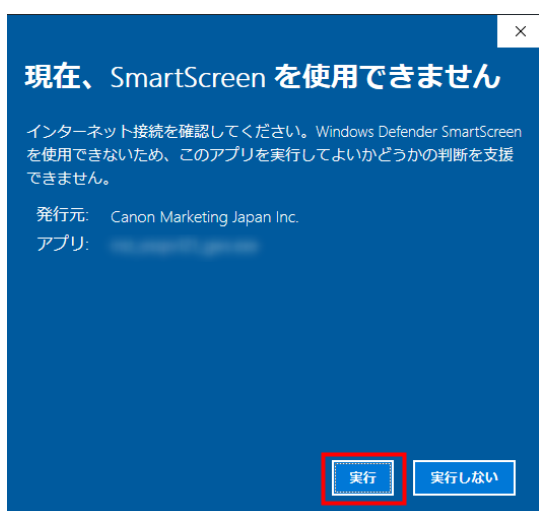 現在、SmartScreen を使用できません
インターネット接続を確認してください。Windows Defender SmartScreen
を使用できないため、このアプリを実行してよいかどうかの判断を支援
できません。
発行元: Canon Marketing Japan Inc.
アプリ:
実行 実行しない